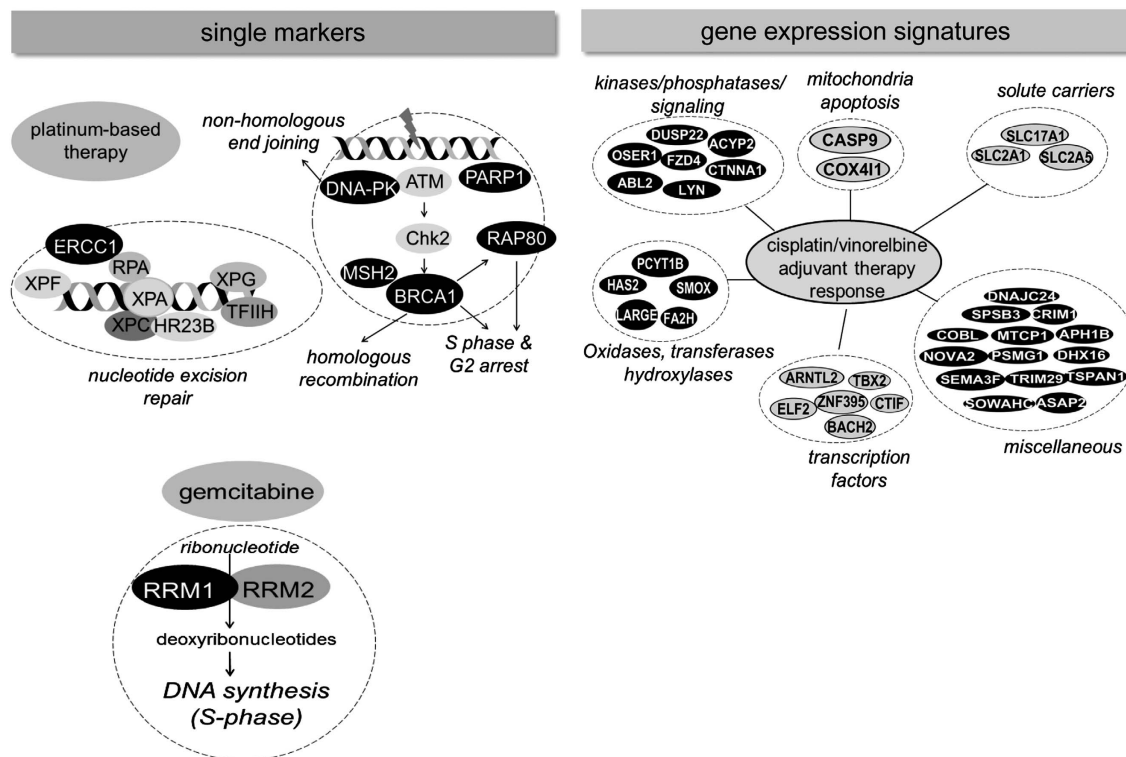 single markers
platinum-based
therapy
non-homologous
end joining
DNA-PK
ATM
PARP1
Chk2
RAP80
MSH2
BRCA1
homologous
recombination
S phase &
G2 arrest
ERCC1
RPA
XPF
XPA
XPG
TFIIH
XPC
HR23B
nucleotide excision
repair
gemcitabine
ribonucleotide
RRM1
RRM2
deoxyribonucleotides
DNA synthesis
(S-phase)
gene expression signatures
kinases/phosphatases/
signaling
DUSP22
ACYP2
OSER1
FZD4
CTNNA1
ABL2
LYN
mitochondria
apoptosis
CASP9
COX4I1
solute carriers
SLC17A1
SLC2A1
SLC2A5
cisplatin/vinorelbine
adjuvant therapy
response
PCYT1B
HAS2
SMOX
LARGE
FA2H
Oxidases, transferases
hydroxylases
ARNTL2
TBX2
ELF2
ZNF395
CTIF
BACH2
transcription
factors
DNAJC24
SPSB3
CRIM1
COBL
MTCP1
APH1B
NOVA2
PSMG1
DHX16
SEMA3F
TRIM29
TSPAN1
SOWAHC
ASAP2
miscellaneous